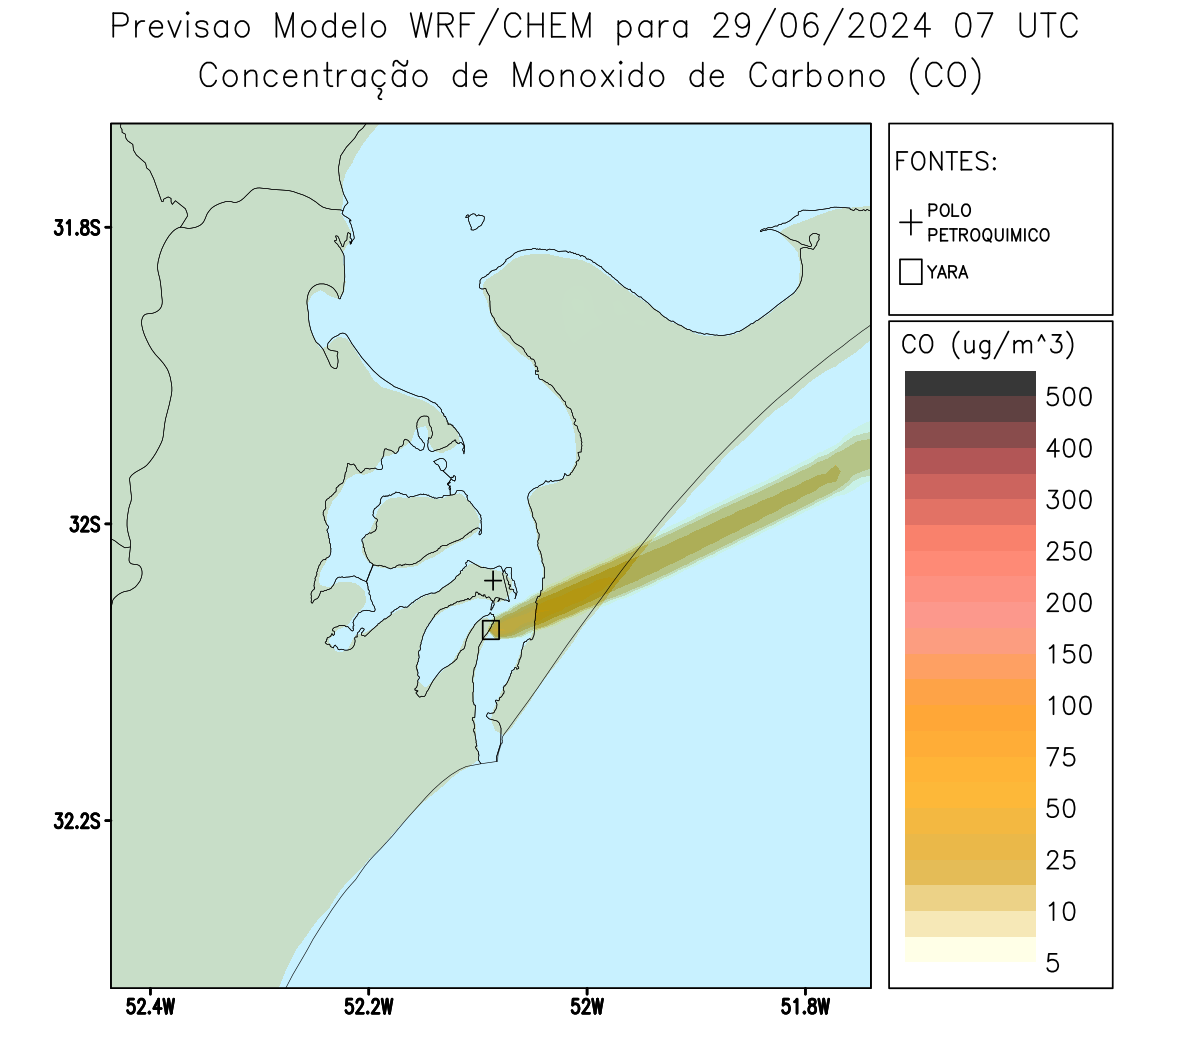 Previsao Modelo WRF/CHEM para 29/06/2024 07 UTC
Concentração de Monoxido de Carbono (CO)
FONTES:
POLO
PETROQUIMICO
YARA
31.8S
32S
32.2S
52.4W
52.2W
52W
51.8W
CO (ug/m^3)
500
400
300
250
200
150
100
75
50
25
10
5